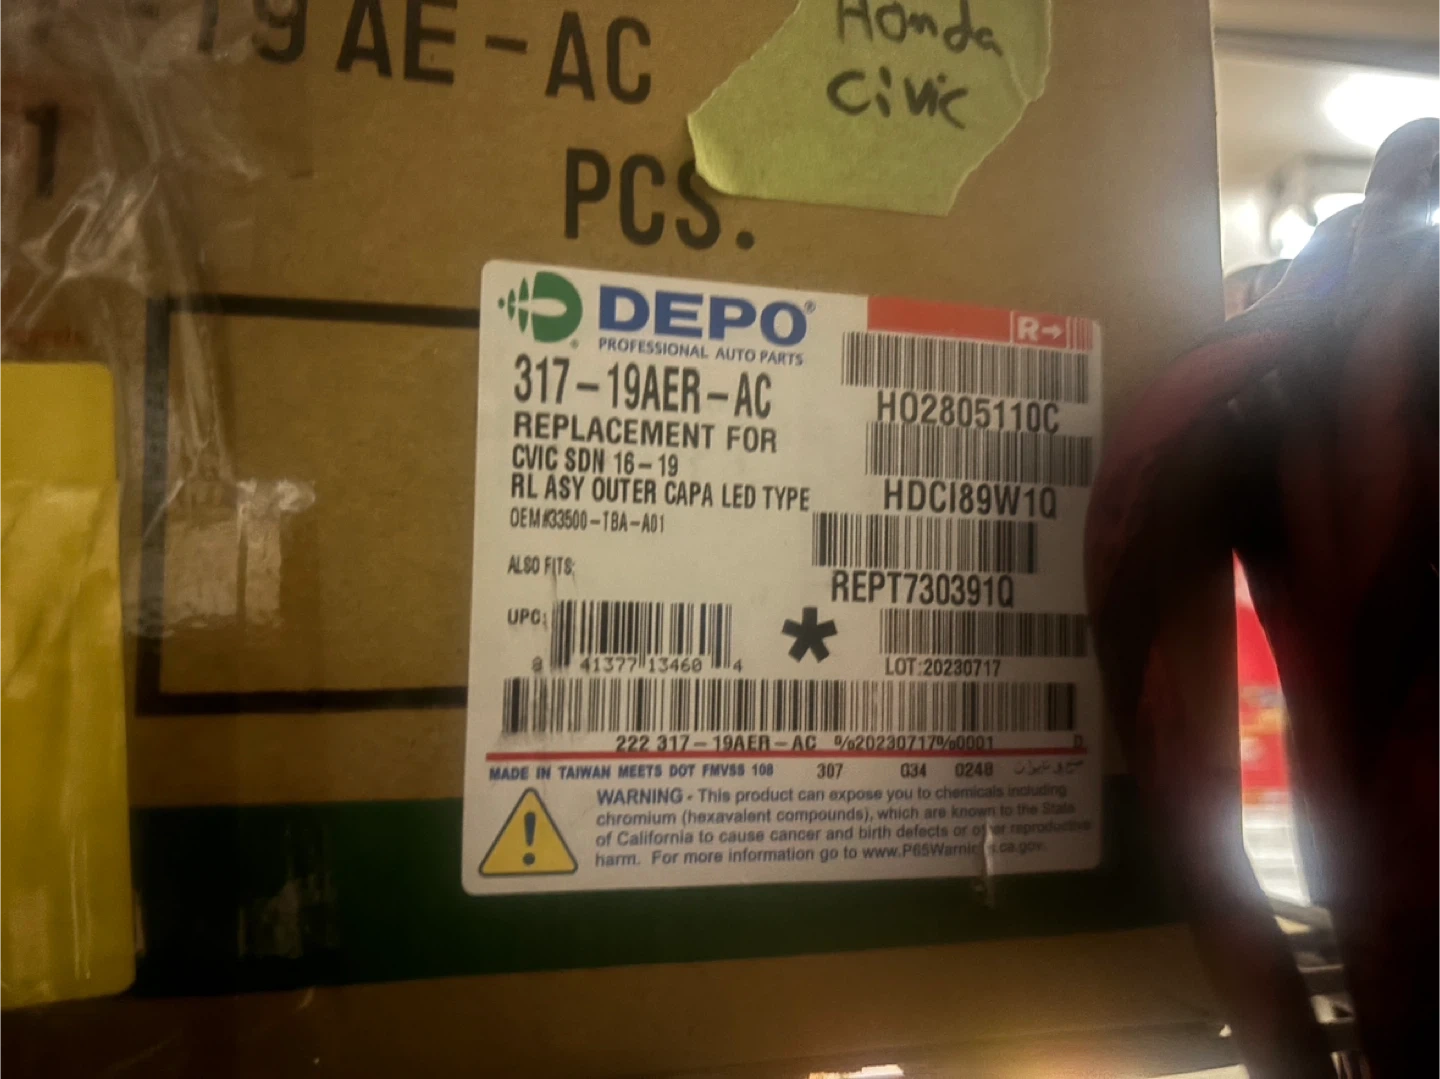 19AE-AC
Honda
Civic
1
PCS.
DEPO®
PROFESSIONAL AUTO PARTS
R→
317-19AER-AC
HO2805110C
REPLACEMENT FOR
CVIC SDN 16-19
RL ASY OUTER CAPA LED TYPE
HDCI89W1Q
OEM#33500-TBA-A01
ALSO FITS:
REPT730391Q
UPC:
8 41377 13460 4
*
LOT:20230717
222 317-19AER-AC %20230717%0001 D
MADE IN TAIWAN MEETS DOT FMVSS 108 307 034 0248
WARNING - This product can expose you to chemicals including
chromium (hexavalent compounds), which are known to the State
of California to cause cancer and birth defects or other reproductive
harm. For more information go to www.P65Warnings.ca.gov.